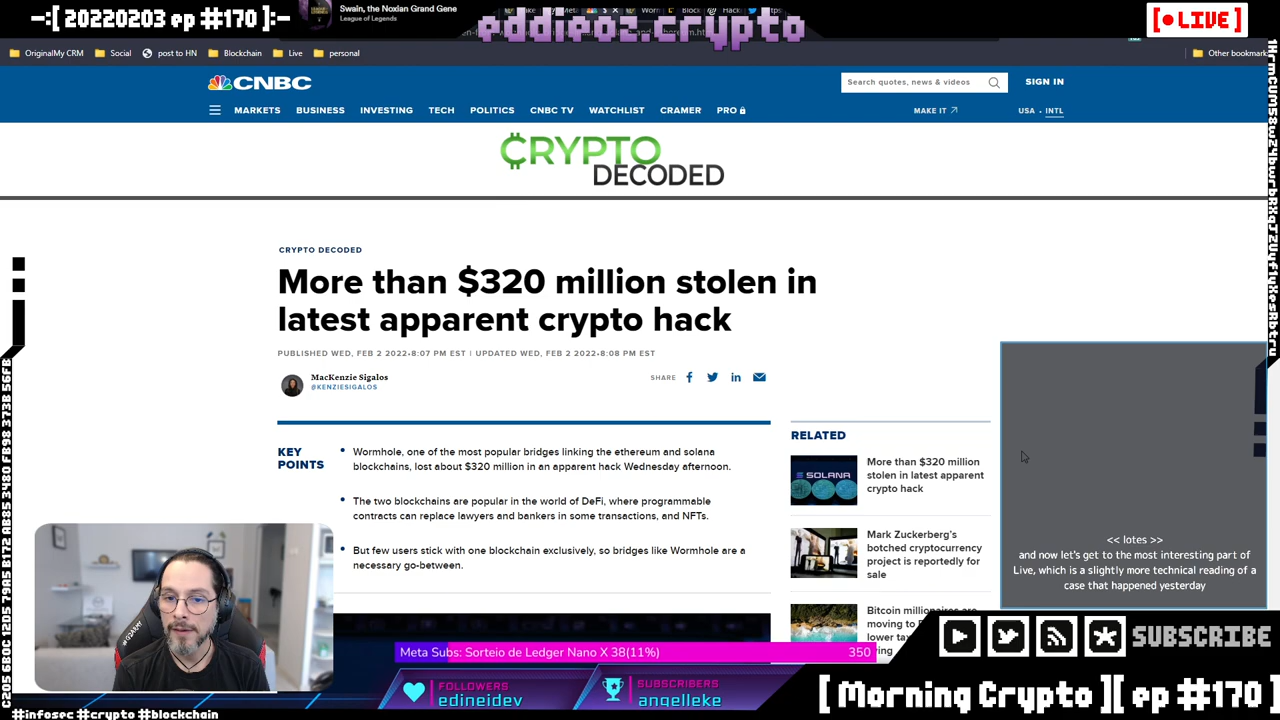 -:[ 20220203 ep #170 ]:-
Swain, the Noxian Grand Gene
League of Legends
eddieoz.crypto
[● LIVE ]
OriginalMy CRM
Social
post to HN
Blockchain
Live
personal
Other bookmark
CNBC
Search quotes, news & videos
SIGN IN
MARKETS
BUSINESS
INVESTING
TECH
POLITICS
CNBC TV
WATCHLIST
CRAMER
PRO
MAKE IT
USA • INTL
CRYPTO
DECODED
CRYPTO DECODED
More than $320 million stolen in
latest apparent crypto hack
PUBLISHED WED, FEB 2 2022•8:07 PM EST | UPDATED WED, FEB 2 2022•8:08 PM EST
MacKenzie Sigalos
@KENZIESIGALOS
SHARE
KEY
POINTS
Wormhole, one of the most popular bridges linking the ethereum and solana
blockchains, lost about $320 million in an apparent hack Wednesday afternoon.
The two blockchains are popular in the world of DeFi, where programmable
contracts can replace lawyers and bankers in some transactions, and NFTs.
But few users stick with one blockchain exclusively, so bridges like Wormhole are a
necessary go-between.
RELATED
SOLANA
More than $320 million
stolen in latest apparent
crypto hack
Mark Zuckerberg's
botched cryptocurrency
project is reportedly for
sale
Bitcoin millionaires are
moving to
lower tax
<< lotes >>
and now let's get to the most interesting part of
Live, which is a slightly more technical reading of a
case that happened yesterday
Meta Subs: Sorteio de Ledger Nano X 38(11%)
350
FOLLOWERS
edineidev
SUBSCRIBERS
angelleke
SUBSCRIBE
[ Morning Crypto ][ ep #170 ]
#infosec #crypto #blockchain